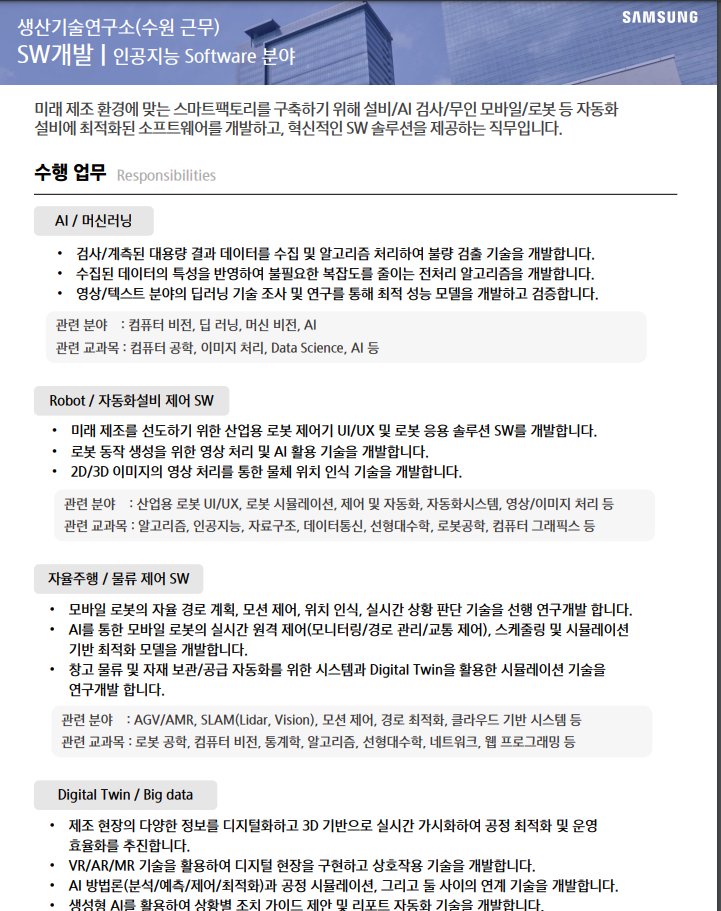 생산기술연구소(수원 근무)
SAMSUNG
SW개발 | 인공지능 Software 분야
미래 제조 환경에 맞는 스마트팩토리를 구축하기 위해 설비/AI 검사/무인 모바일/로봇 등 자동화
설비에 최적화된 소프트웨어를 개발하고, 혁신적인 SW 솔루션을 제공하는 직무입니다.
수행 업무 Responsibilities
AI / 머신러닝
• 검사/계측된 대용량 결과 데이터를 수집 및 알고리즘 처리하여 불량 검출 기술을 개발합니다.
• 수집된 데이터의 특성을 반영하여 불필요한 복잡도를 줄이는 전처리 알고리즘을 개발합니다.
• 영상/텍스트 분야의 딥러닝 기술 조사 및 연구를 통해 최적 성능 모델을 개발하고 검증합니다.
관련 분야 : 컴퓨터 비전, 딥 러닝, 머신 비전, AI
관련 교과목 : 컴퓨터 공학, 이미지 처리, Data Science, AI 등
Robot / 자동화설비 제어 SW
• 미래 제조를 선도하기 위한 산업용 로봇 제어기 UI/UX 및 로봇 응용 솔루션 SW를 개발합니다.
• 로봇 동작 생성을 위한 영상 처리 및 AI 활용 기술을 개발합니다.
• 2D/3D 이미지의 영상 처리를 통한 물체 위치 인식 기술을 개발합니다.
관련 분야 : 산업용 로봇 UI/UX, 로봇 시뮬레이션, 제어 및 자동화, 자동화시스템, 영상/이미지 처리 등
관련 교과목 : 알고리즘, 인공지능, 자료구조, 데이터통신, 선형대수학, 로봇공학, 컴퓨터 그래픽스 등
자율주행 / 물류 제어 SW
• 모바일 로봇의 자율 경로 계획, 모션 제어, 위치 인식, 실시간 상황 판단 기술을 선행 연구개발 합니다.
• AI를 통한 모바일 로봇의 실시간 원격 제어(모니터링/경로 관리/교통 제어), 스케줄링 및 시뮬레이션
기반 최적화 모델을 개발합니다.
• 창고 물류 및 자재 보관/공급 자동화를 위한 시스템과 Digital Twin을 활용한 시뮬레이션 기술을
연구개발 합니다.
관련 분야 : AGV/AMR, SLAM(Lidar, Vision), 모션 제어, 경로 최적화, 클라우드 기반 시스템 등
관련 교과목 : 로봇 공학, 컴퓨터 비전, 통계학, 알고리즘, 선형대수학, 네트워크, 웹 프로그래밍 등
Digital Twin / Big data
• 제조 현장의 다양한 정보를 디지털화하고 3D 기반으로 실시간 가시화하여 공정 최적화 및 운영
효율화를 추진합니다.
• VR/AR/MR 기술을 활용하여 디지털 현장을 구현하고 상호작용 기술을 개발합니다.
• AI 방법론(분석/예측/제어/최적화)과 공정 시뮬레이션, 그리고 둘 사이의 연계 기술을 개발합니다.
• 생성형 AI를 활용하여 상황별 조치 가이드 제안 및 리포트 자동화 기술을 개발합니다.